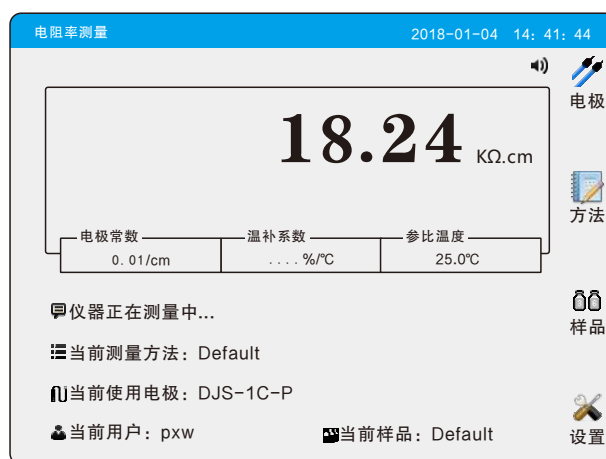 电阻率测量 2018-01-04 14: 41: 44
电极
18.24 KΩ.cm
方法
电极常数 温补系数 参比温度
0. 01/cm . . . . %/℃ 25.0℃
仪器正在测量中...
样品
当前测量方法：Default
当前使用电极：DJS-1C-P
当前用户：pxw 当前样品：Default
设置